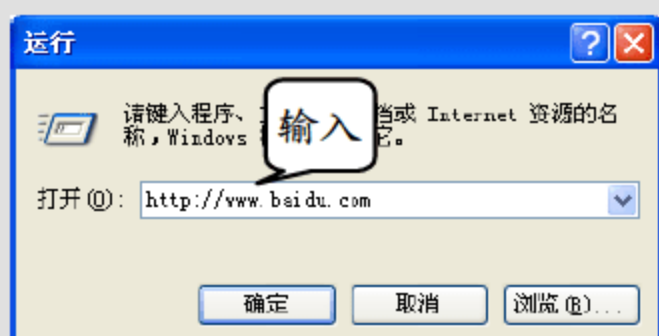 运行
请键入程序、
档或 Internet 资源的名
称，Windows
它。
输入
打开(O)：
http://www.baidu.com
确定
取消
浏览(B)...